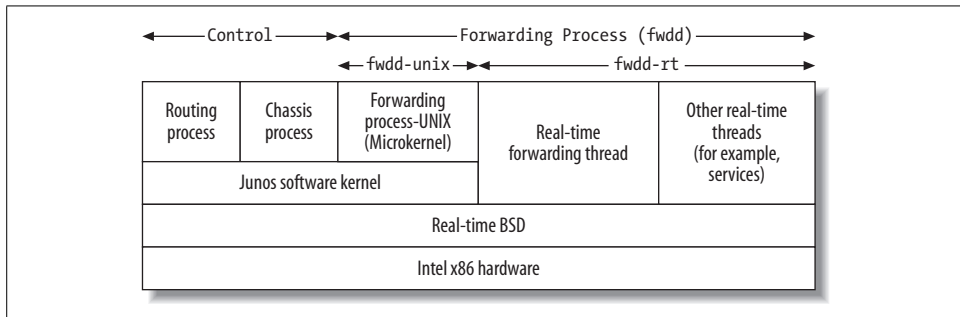 Control
Forwarding Process (fwdd)
fwdd-unix
fwdd-rt
Routing
process
Chassis
process
Forwarding
process-UNIX
(Microkernel)
Real-time
forwarding thread
Other real-time
threads
(for example,
services)
Junos software kernel
Real-time BSD
Intel x86 hardware